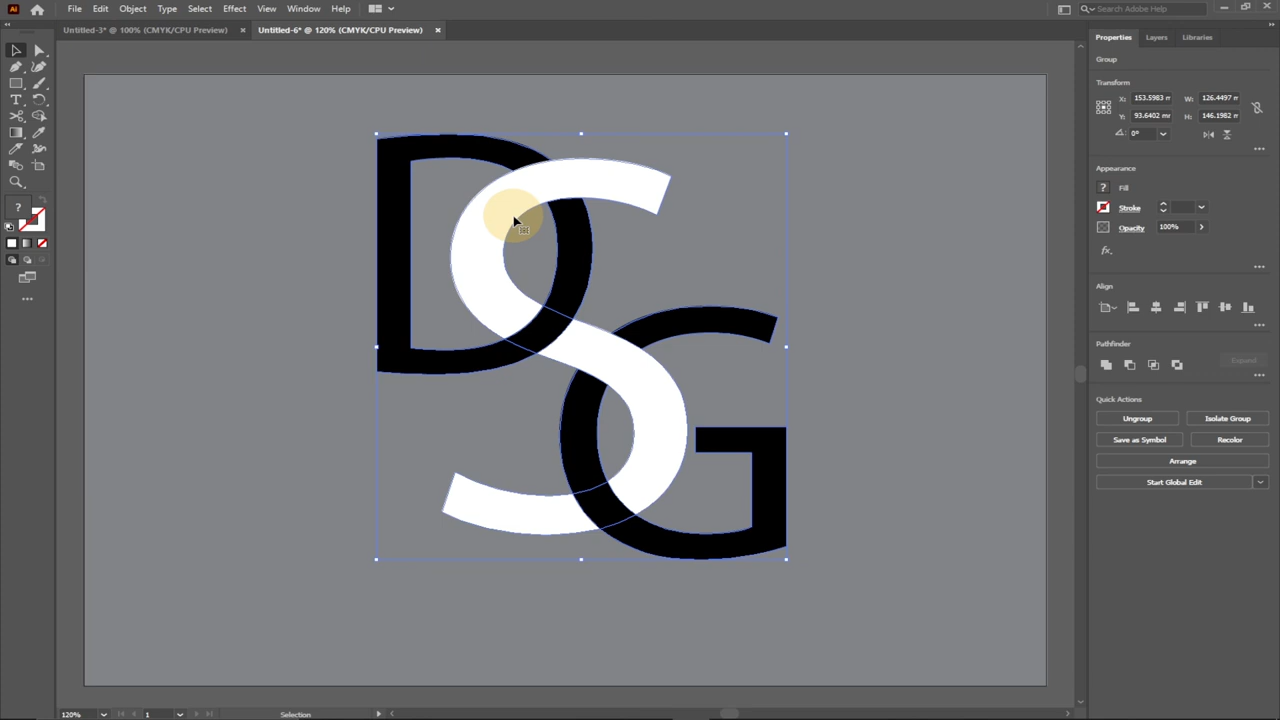 Ai File Edit Object Type Select Effect View Window Help Search Adobe Help
Untitled-3* @ 100% (CMYK/CPU Preview) × Untitled-6* @ 120% (CMYK/CPU Preview) ×
Properties Layers Libraries
Group
Transform
X: 153.5983 m W: 126.4497 m
Y: 93.6402 mm H: 146.1982 m
0°
Appearance
? Fill
Stroke
Opacity 100%
fx.
Align
Pathfinder
Expand
Quick Actions
Ungroup Isolate Group
Save as Symbol Recolor
Arrange
Start Global Edit
T
?
D
S
G
120% 1 Selection